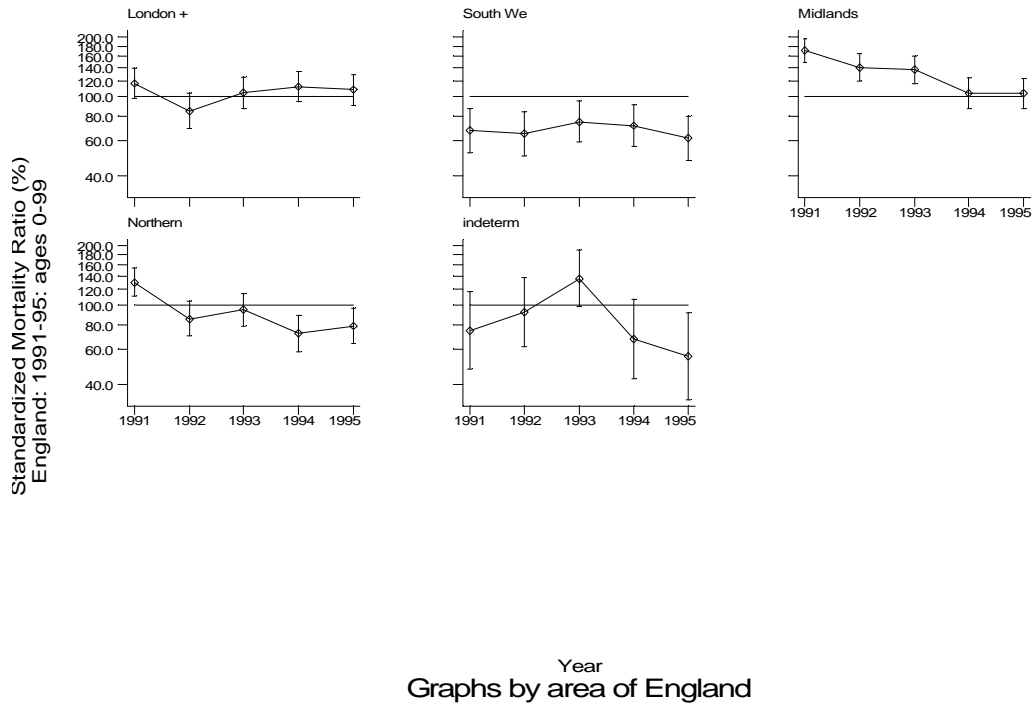 London +
200.0
180.0
160.0
140.0
120.0
100.0
80.0
60.0
40.0
South We
Midlands
1991 1992 1993 1994 1995
Northern
200.0
180.0
160.0
140.0
120.0
100.0
80.0
60.0
40.0
1991 1992 1993 1994 1995
indeterm
1991 1992 1993 1994 1995
Standardized Mortality Ratio (%)
England: 1991-95: ages 0-99
Year
Graphs by area of England